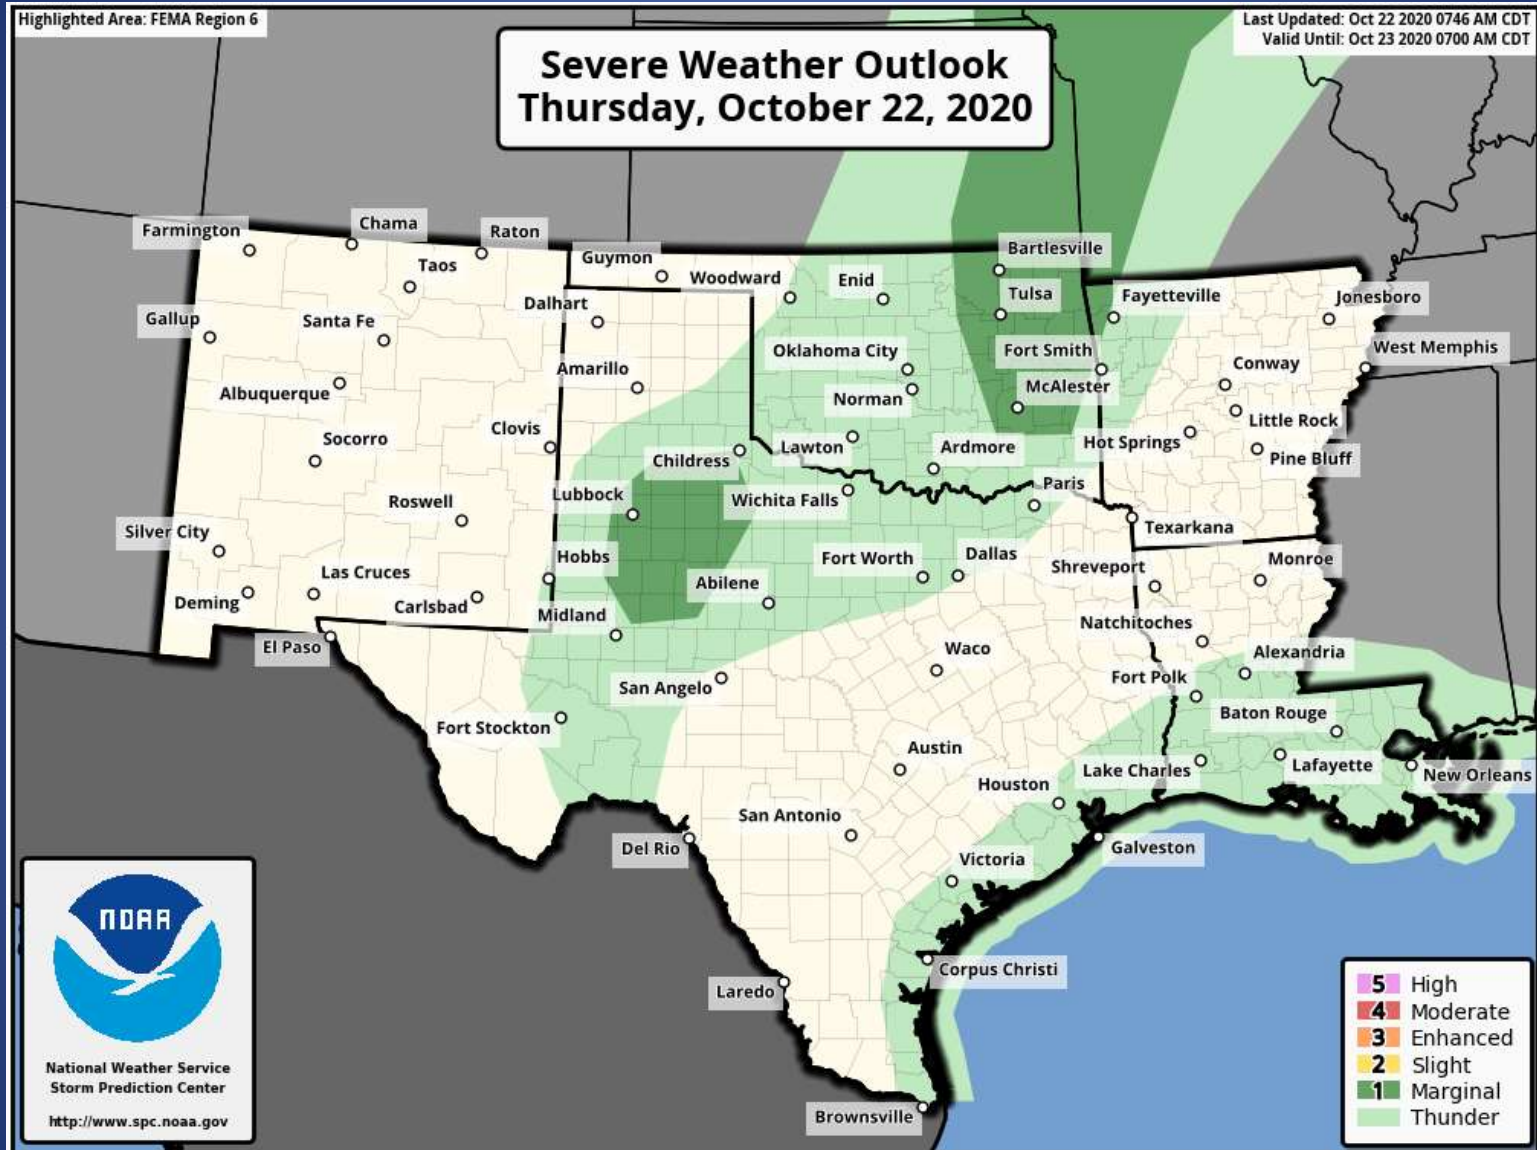 Highlighted Area: FEMA Region 6
Last Updated: Oct 22 2020 0746 AM CDT
Valid Until: Oct 23 2020 0700 AM CDT
Severe Weather Outlook
Thursday, October 22, 2020
Farmington
Chama
Raton
Taos
Guymon
Woodward
Enid
Bartlesville
Tulsa
Fayetteville
Jonesboro
Gallup
Santa Fe
Dalhart
Oklahoma City
Fort Smith
Conway
West Memphis
Albuquerque
Amarillo
Norman
McAlester
Little Rock
Socorro
Clovis
Childress
Lawton
Ardmore
Hot Springs
Pine Bluff
Roswell
Lubbock
Wichita Falls
Paris
Texarkana
Silver City
Las Cruces
Hobbs
Fort Worth
Dallas
Shreveport
Monroe
Deming
Carlsbad
Midland
Abilene
Natchitoches
El Paso
San Angelo
Waco
Fort Polk
Alexandria
Fort Stockton
Austin
Baton Rouge
Houston
Lake Charles
Lafayette
New Orleans
Del Rio
San Antonio
Victoria
Galveston
Laredo
Corpus Christi
Brownsville
NOAA
National Weather Service
Storm Prediction Center
http://www.spc.noaa.gov
5 High
4 Moderate
3 Enhanced
2 Slight
1 Marginal
Thunder